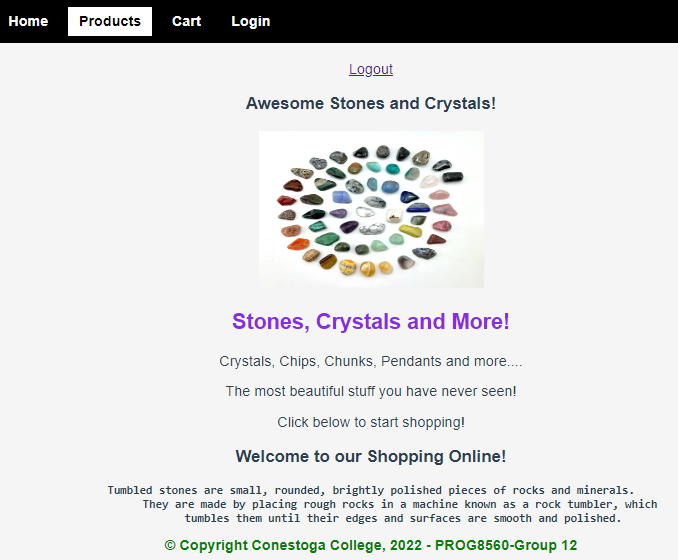 Home Products Cart Login
Logout
Awesome Stones and Crystals!
Stones, Crystals and More!
Crystals, Chips, Chunks, Pendants and more....
The most beautiful stuff you have never seen!
Click below to start shopping!
Welcome to our Shopping Online!
Tumbled stones are small, rounded, brightly polished pieces of rocks and minerals.
They are made by placing rough rocks in a machine known as a rock tumbler, which
tumbles them until their edges and surfaces are smooth and polished.
© Copyright Conestoga College, 2022 - PROG8560-Group 12